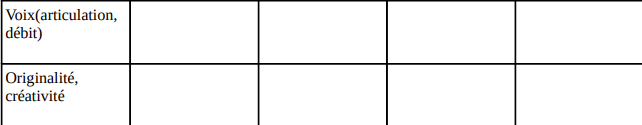 Voix(articulation,
débit)
Originalité,
créativité